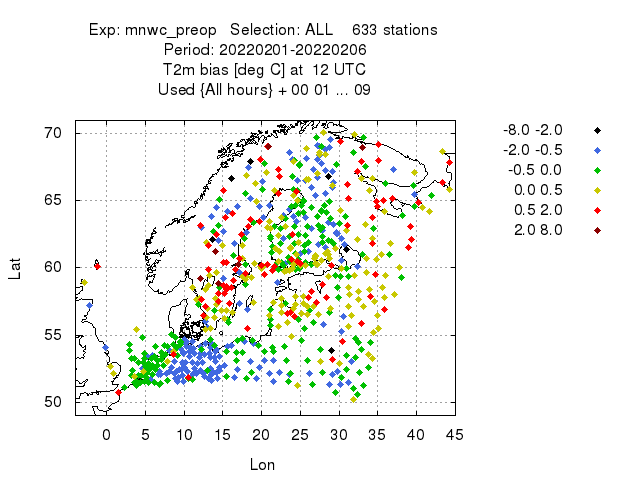 Exp: mnwc_preop   Selection: ALL    633 stations
Period: 20220201-20220206
T2m bias [deg C] at  12 UTC
Used {All hours} + 00 01 ... 09
-8.0 -2.0
-2.0 -0.5
-0.5 0.0
0.0 0.5
0.5 2.0
2.0 8.0
Lat
70
65
60
55
50
0 5 10 15 20 25 30 35 40 45
Lon